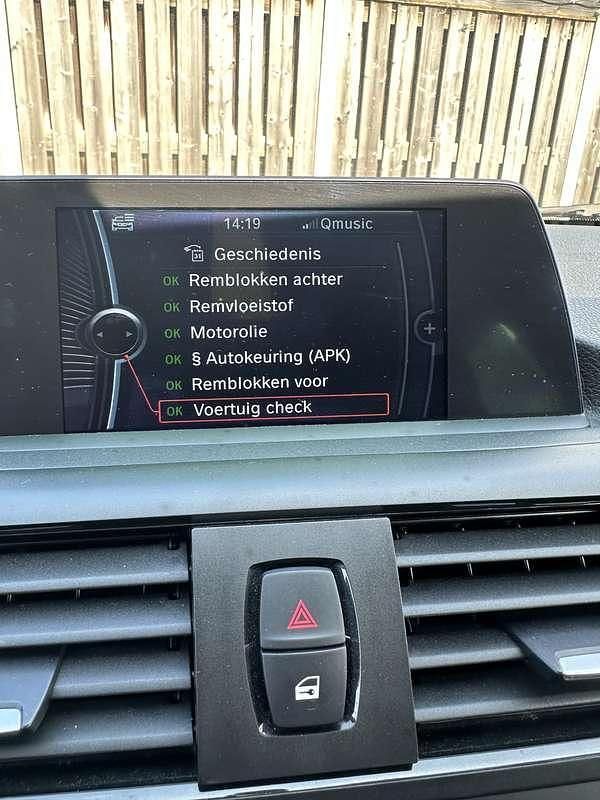 14:19 Qmusic
31 Geschiedenis
OK Remblokken achter
OK Remvloeistof
OK Motorolie
OK § Autokeuring (APK)
OK Remblokken voor
OK Voertuig check